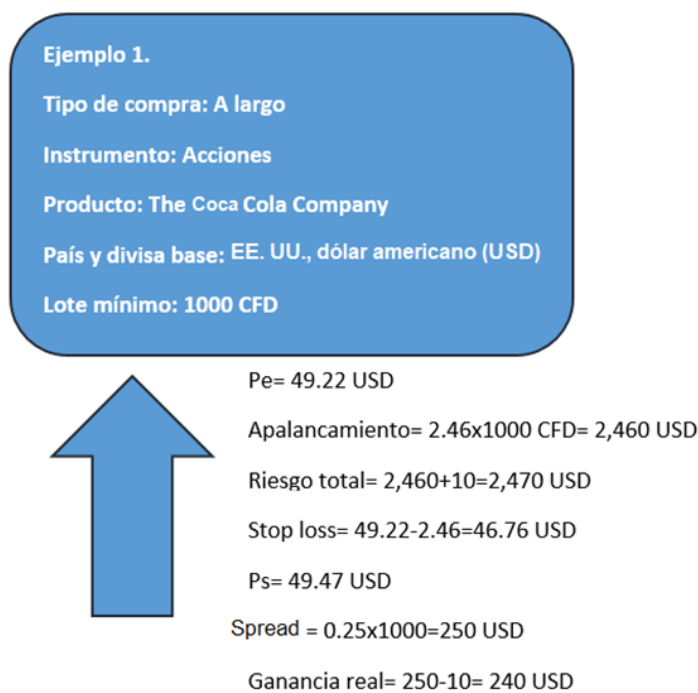 Ejemplo 1.
Tipo de compra: A largo
Instrumento: Acciones
Producto: The Coca Cola Company
País y divisa base: EE. UU., dólar americano (USD)
Lote mínimo: 1000 CFD
Pe= 49.22 USD
Apalancamiento= 2.46x1000 CFD= 2,460 USD
Riesgo total= 2,460+10=2,470 USD
Stop loss= 49.22-2.46=46.76 USD
Ps= 49.47 USD
Spread = 0.25x1000=250 USD
Ganancia real= 250-10= 240 USD